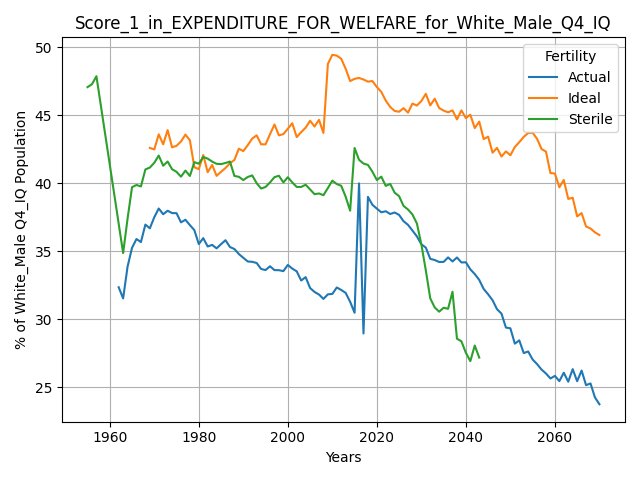 Score_1_in_EXPENDITURE_FOR_WELFARE_for_White_Male_Q4_IQ
50
45
40
35
30
25
% of White_Male Q4_IQ Population
Fertility
Actual
Ideal
Sterile
1960 1980 2000 2020 2040 2060
Years